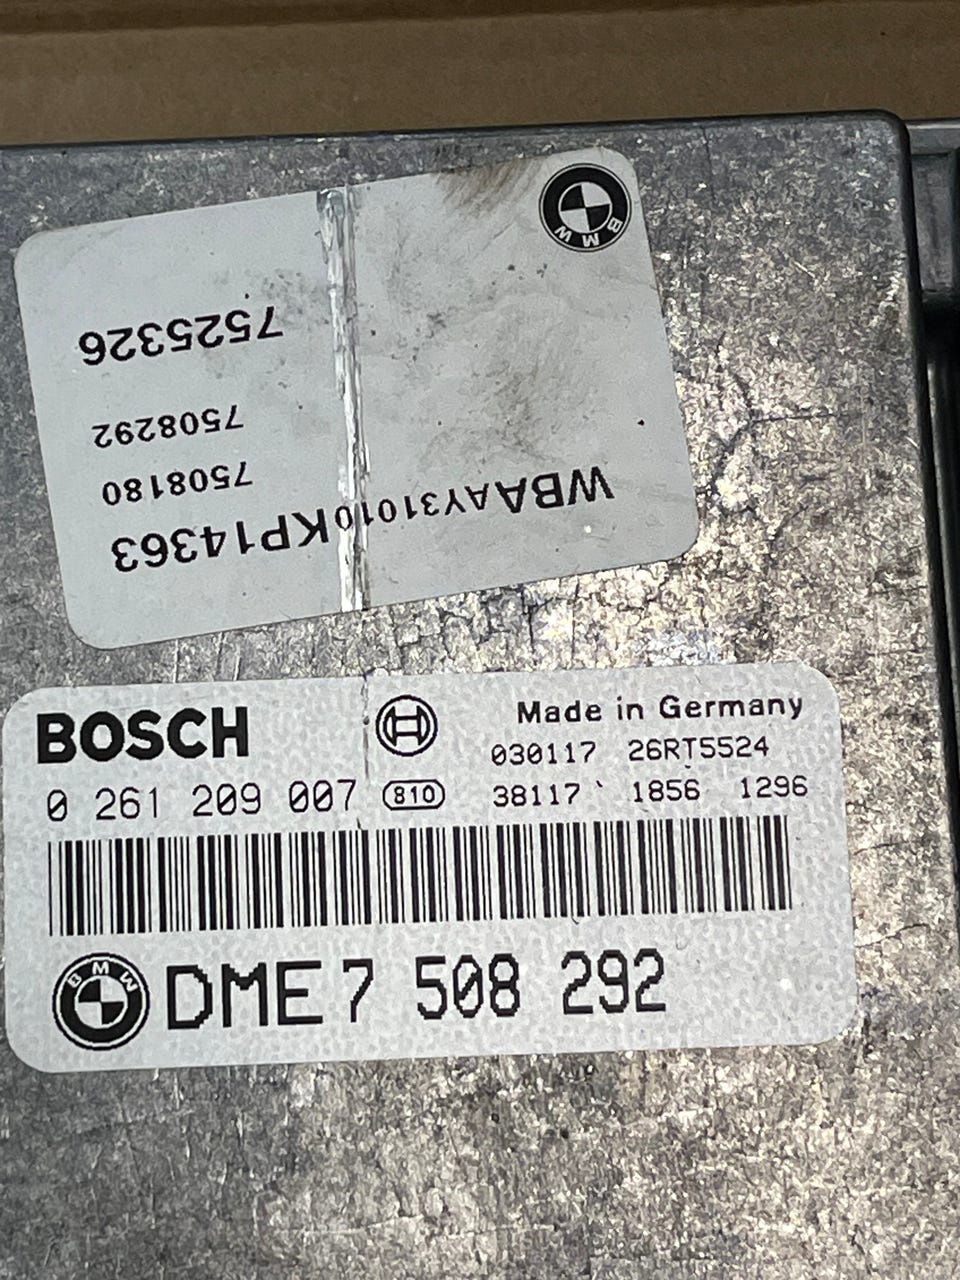 BMW
7525326
7508292
7508180
WBAAY31010KP14363
BOSCH
Made in Germany
030117 26RT5524
0 261 209 007 810 38117 1856 1296
BMW
DME 7 508 292